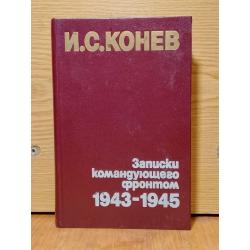 И.С.КОНЕВ
Записки
командующего
фронтом
1943-1945